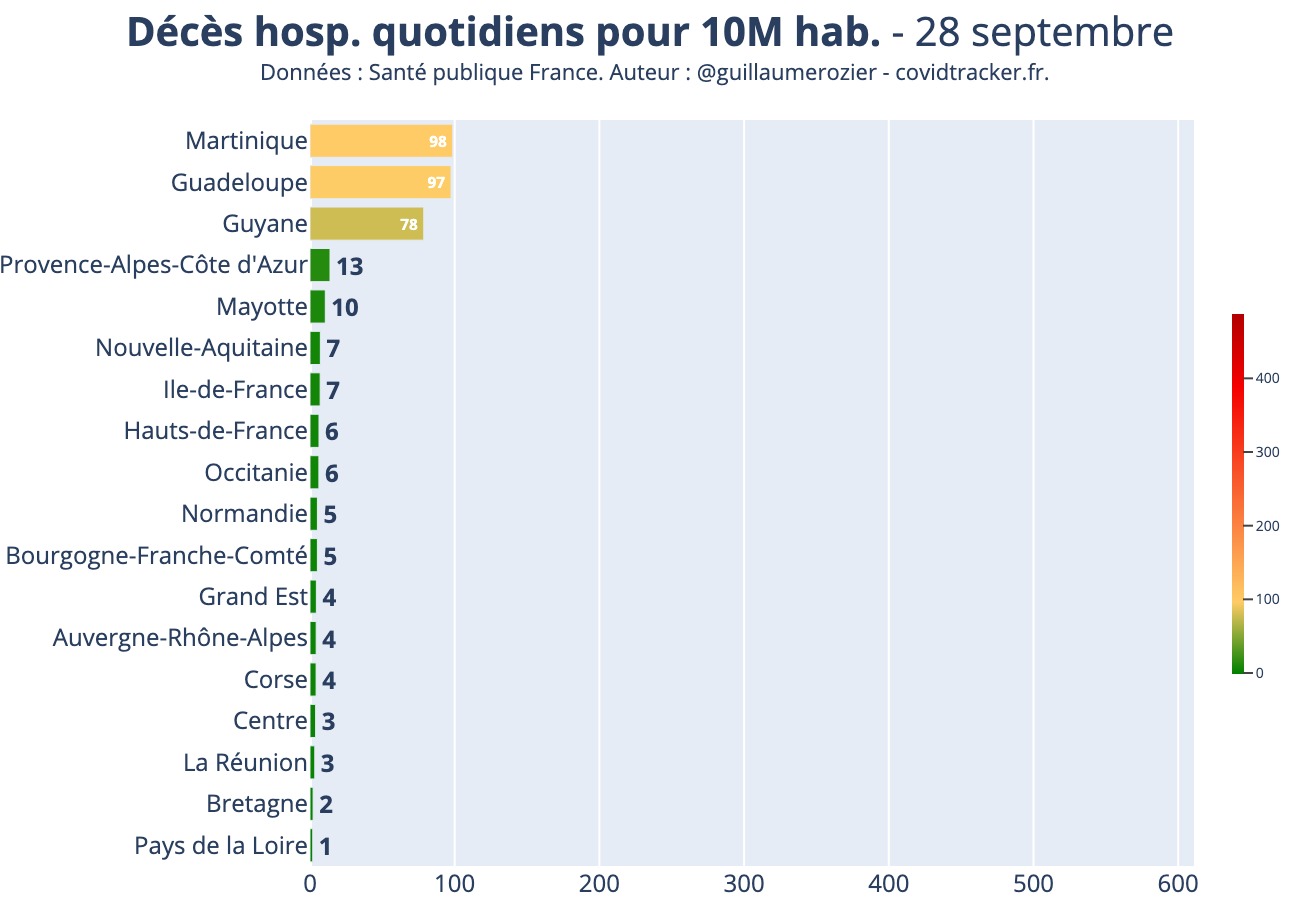 Décès hosp. quotidiens pour 10M hab. - 28 septembre
Données : Santé publique France. Auteur : @guillaumerozier - covidtracker.fr.
Martinique 98
Guadeloupe 97
Guyane 78
Provence-Alpes-Côte d'Azur 13
Mayotte 10
Nouvelle-Aquitaine 7
Ile-de-France 7
Hauts-de-France 6
Occitanie 6
Normandie 5
Bourgogne-Franche-Comté 5
Grand Est 4
Auvergne-Rhône-Alpes 4
Corse 4
Centre 3
La Réunion 3
Bretagne 2
Pays de la Loire 1
0 100 200 300 400 500 600
400
300
200
100
0